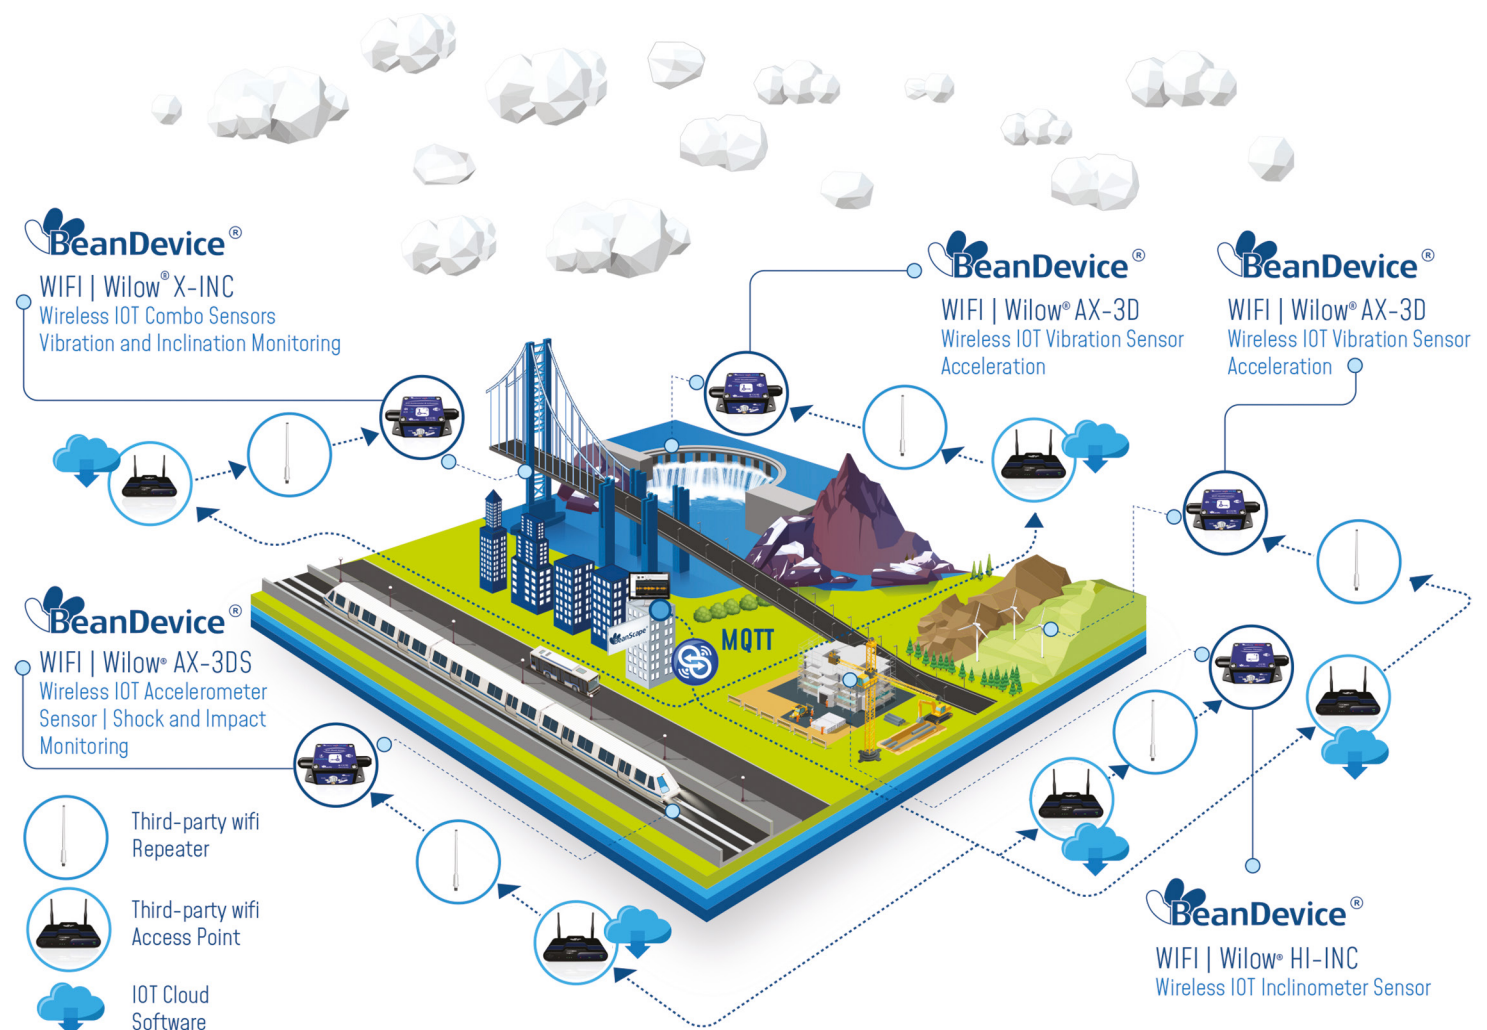 BeanDevice®
WIFI | Wilow® X-INC
Wireless IOT Combo Sensors
Vibration and Inclination Monitoring
BeanDevice®
WIFI | Wilow® AX-3D
Wireless IOT Vibration Sensor
Acceleration
BeanDevice®
WIFI | Wilow® AX-3D
Wireless IOT Vibration Sensor
Acceleration
BeanDevice®
WIFI | Wilow® AX-3DS
Wireless IOT Accelerometer
Sensor | Shock and Impact
Monitoring
BeanScape®
MQTT
Third-party wifi
Repeater
Third-party wifi
Access Point
IOT Cloud
Software
BeanDevice®
WIFI | Wilow® HI-INC
Wireless IOT Inclinometer Sensor